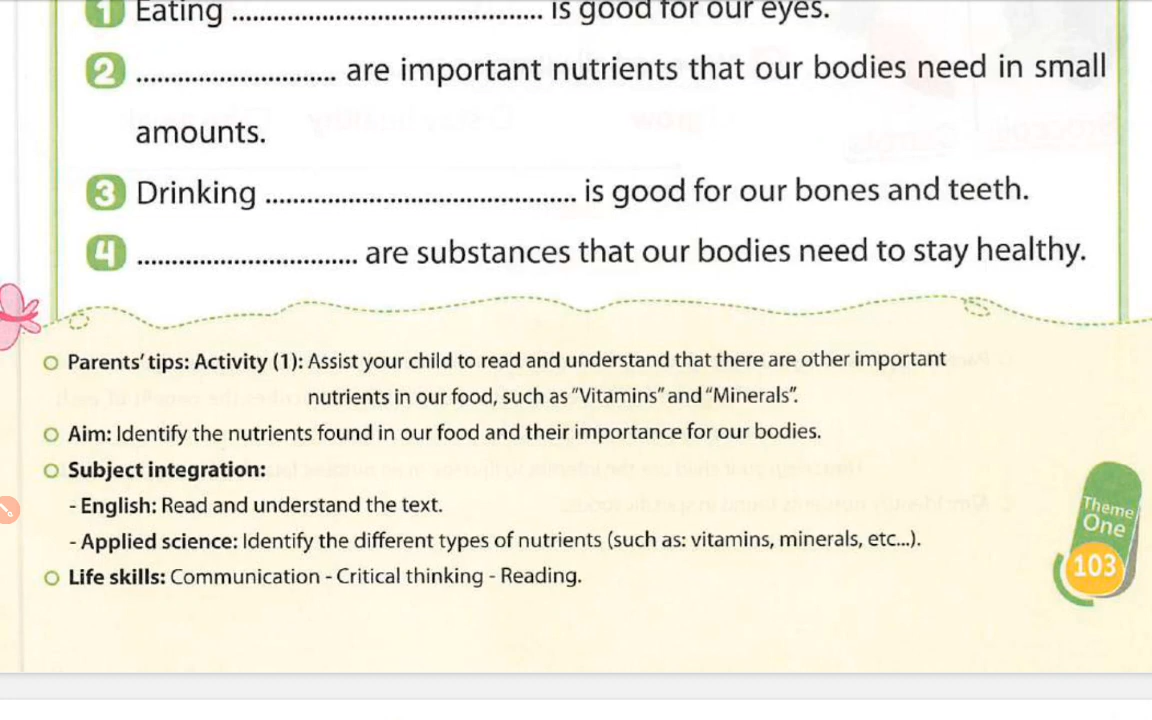 1 Eating ............................................. is good for our eyes.
2 ............................. are important nutrients that our bodies need in small
amounts.
3 Drinking ............................................. is good for our bones and teeth.
4 ................................ are substances that our bodies need to stay healthy.
Parents' tips: Activity (1): Assist your child to read and understand that there are other important
nutrients in our food, such as "Vitamins" and "Minerals".
Aim: Identify the nutrients found in our food and their importance for our bodies.
Subject integration:
- English: Read and understand the text.
- Applied science: Identify the different types of nutrients (such as: vitamins, minerals, etc...).
Life skills: Communication - Critical thinking - Reading.
Theme
One
103